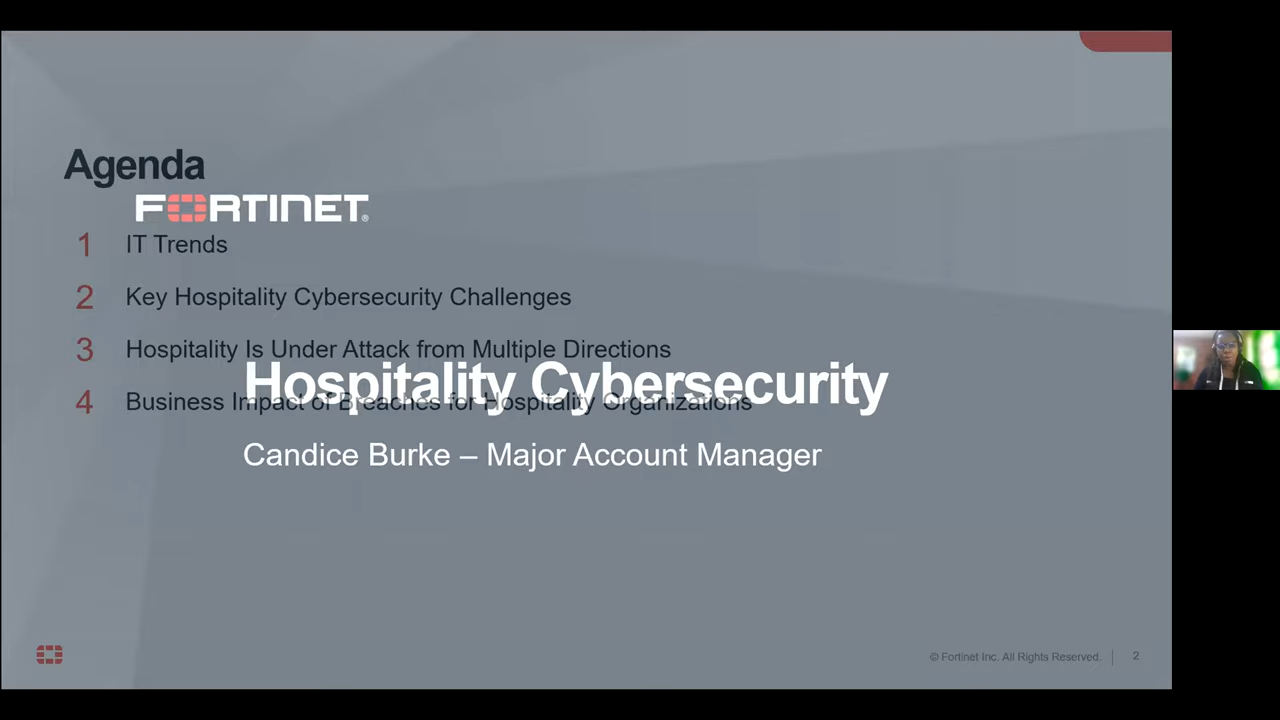 Agenda
FORTINET®
1 IT Trends
2 Key Hospitality Cybersecurity Challenges
3 Hospitality Is Under Attack from Multiple Directions
Hospitality Cybersecurity
4 Business Impact of Breaches for Hospitality Organizations
Candice Burke – Major Account Manager
© Fortinet Inc. All Rights Reserved. 2